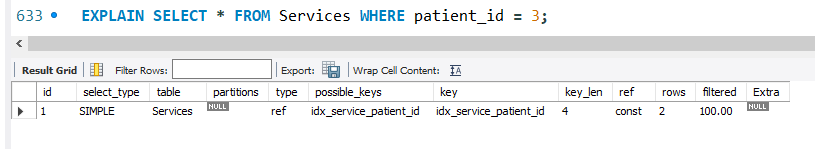 633 EXPLAIN SELECT * FROM Services WHERE patient_id = 3;
Result Grid Filter Rows: Export: Wrap Cell Content: IA
id select_type table partitions type possible_keys key key_len ref rows filtered Extra
1 SIMPLE Services NULL ref idx_service_patient_id idx_service_patient_id 4 const 2 100.00 NULL